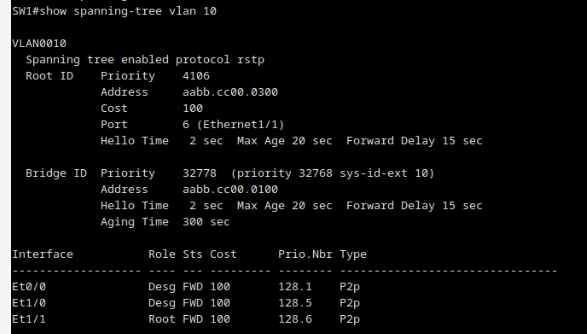 SW1#show spanning-tree vlan 10
VLAN0010
  Spanning tree enabled protocol rstp
  Root ID    Priority    4106
             Address     aabb.cc00.0300
             Cost        100
             Port        6 (Ethernet1/1)
             Hello Time   2 sec  Max Age 20 sec  Forward Delay 15 sec
  Bridge ID  Priority    32778  (priority 32768 sys-id-ext 10)
             Address     aabb.cc00.0100
             Hello Time   2 sec  Max Age 20 sec  Forward Delay 15 sec
             Aging Time  300 sec
Interface           Role Sts Cost      Prio.Nbr Type
------------------- ---- --- --------- -------- --------------------------------
Et0/0               Desg FWD 100       128.1    P2p
Et1/0               Desg FWD 100       128.5    P2p
Et1/1               Root FWD 100       128.6    P2p